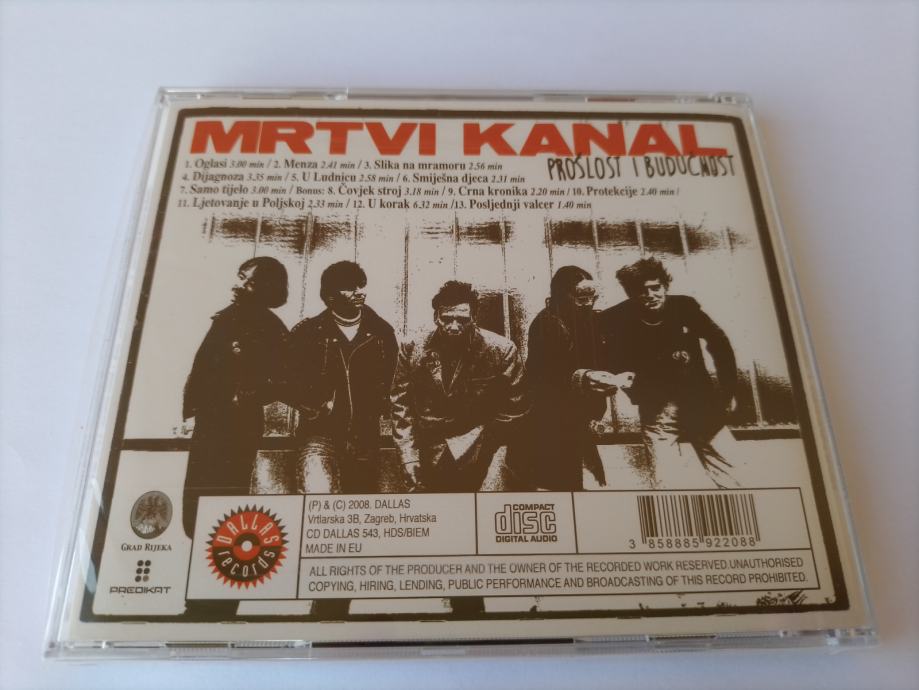 MRTVI KANAL
PROŠLOST I BUDUĆNOST
1. Oglasi 3.00 min / 2. Menza 2.41 min / 3. Slika na mramoru 2.56 min
4. Dijagnoza 3.35 min / 5. U Ludnicu 2.58 min / 6. Smiješna djeca 2.31 min
7. Samo tijelo 3.00 min / Bonus: 8. Čovjek stroj 3.18 min / 9. Crna kronika 2.20 min / 10. Protekcije 2.40 min /
11. Ljetovanje u Poljskoj 2.33 min / 12. U korak 6.32 min /13. Posljednji valcer 1.40 min
GRAD RIJEKA
PREDIKAT
DALLAS
records
(P) & (C) 2008. DALLAS
Vrtlarska 3B, Zagreb, Hrvatska
CD DALLAS 543, HDS/BIEM
MADE IN EU
COMPACT
disc
DIGITAL AUDIO
3 858885 922088
ALL RIGHTS OF THE PRODUCER AND THE OWNER OF THE RECORDED WORK RESERVED.UNAUTHORISED
COPYING, HIRING, LENDING, PUBLIC PERFORMANCE AND BROADCASTING OF THIS RECORD PROHIBITED.